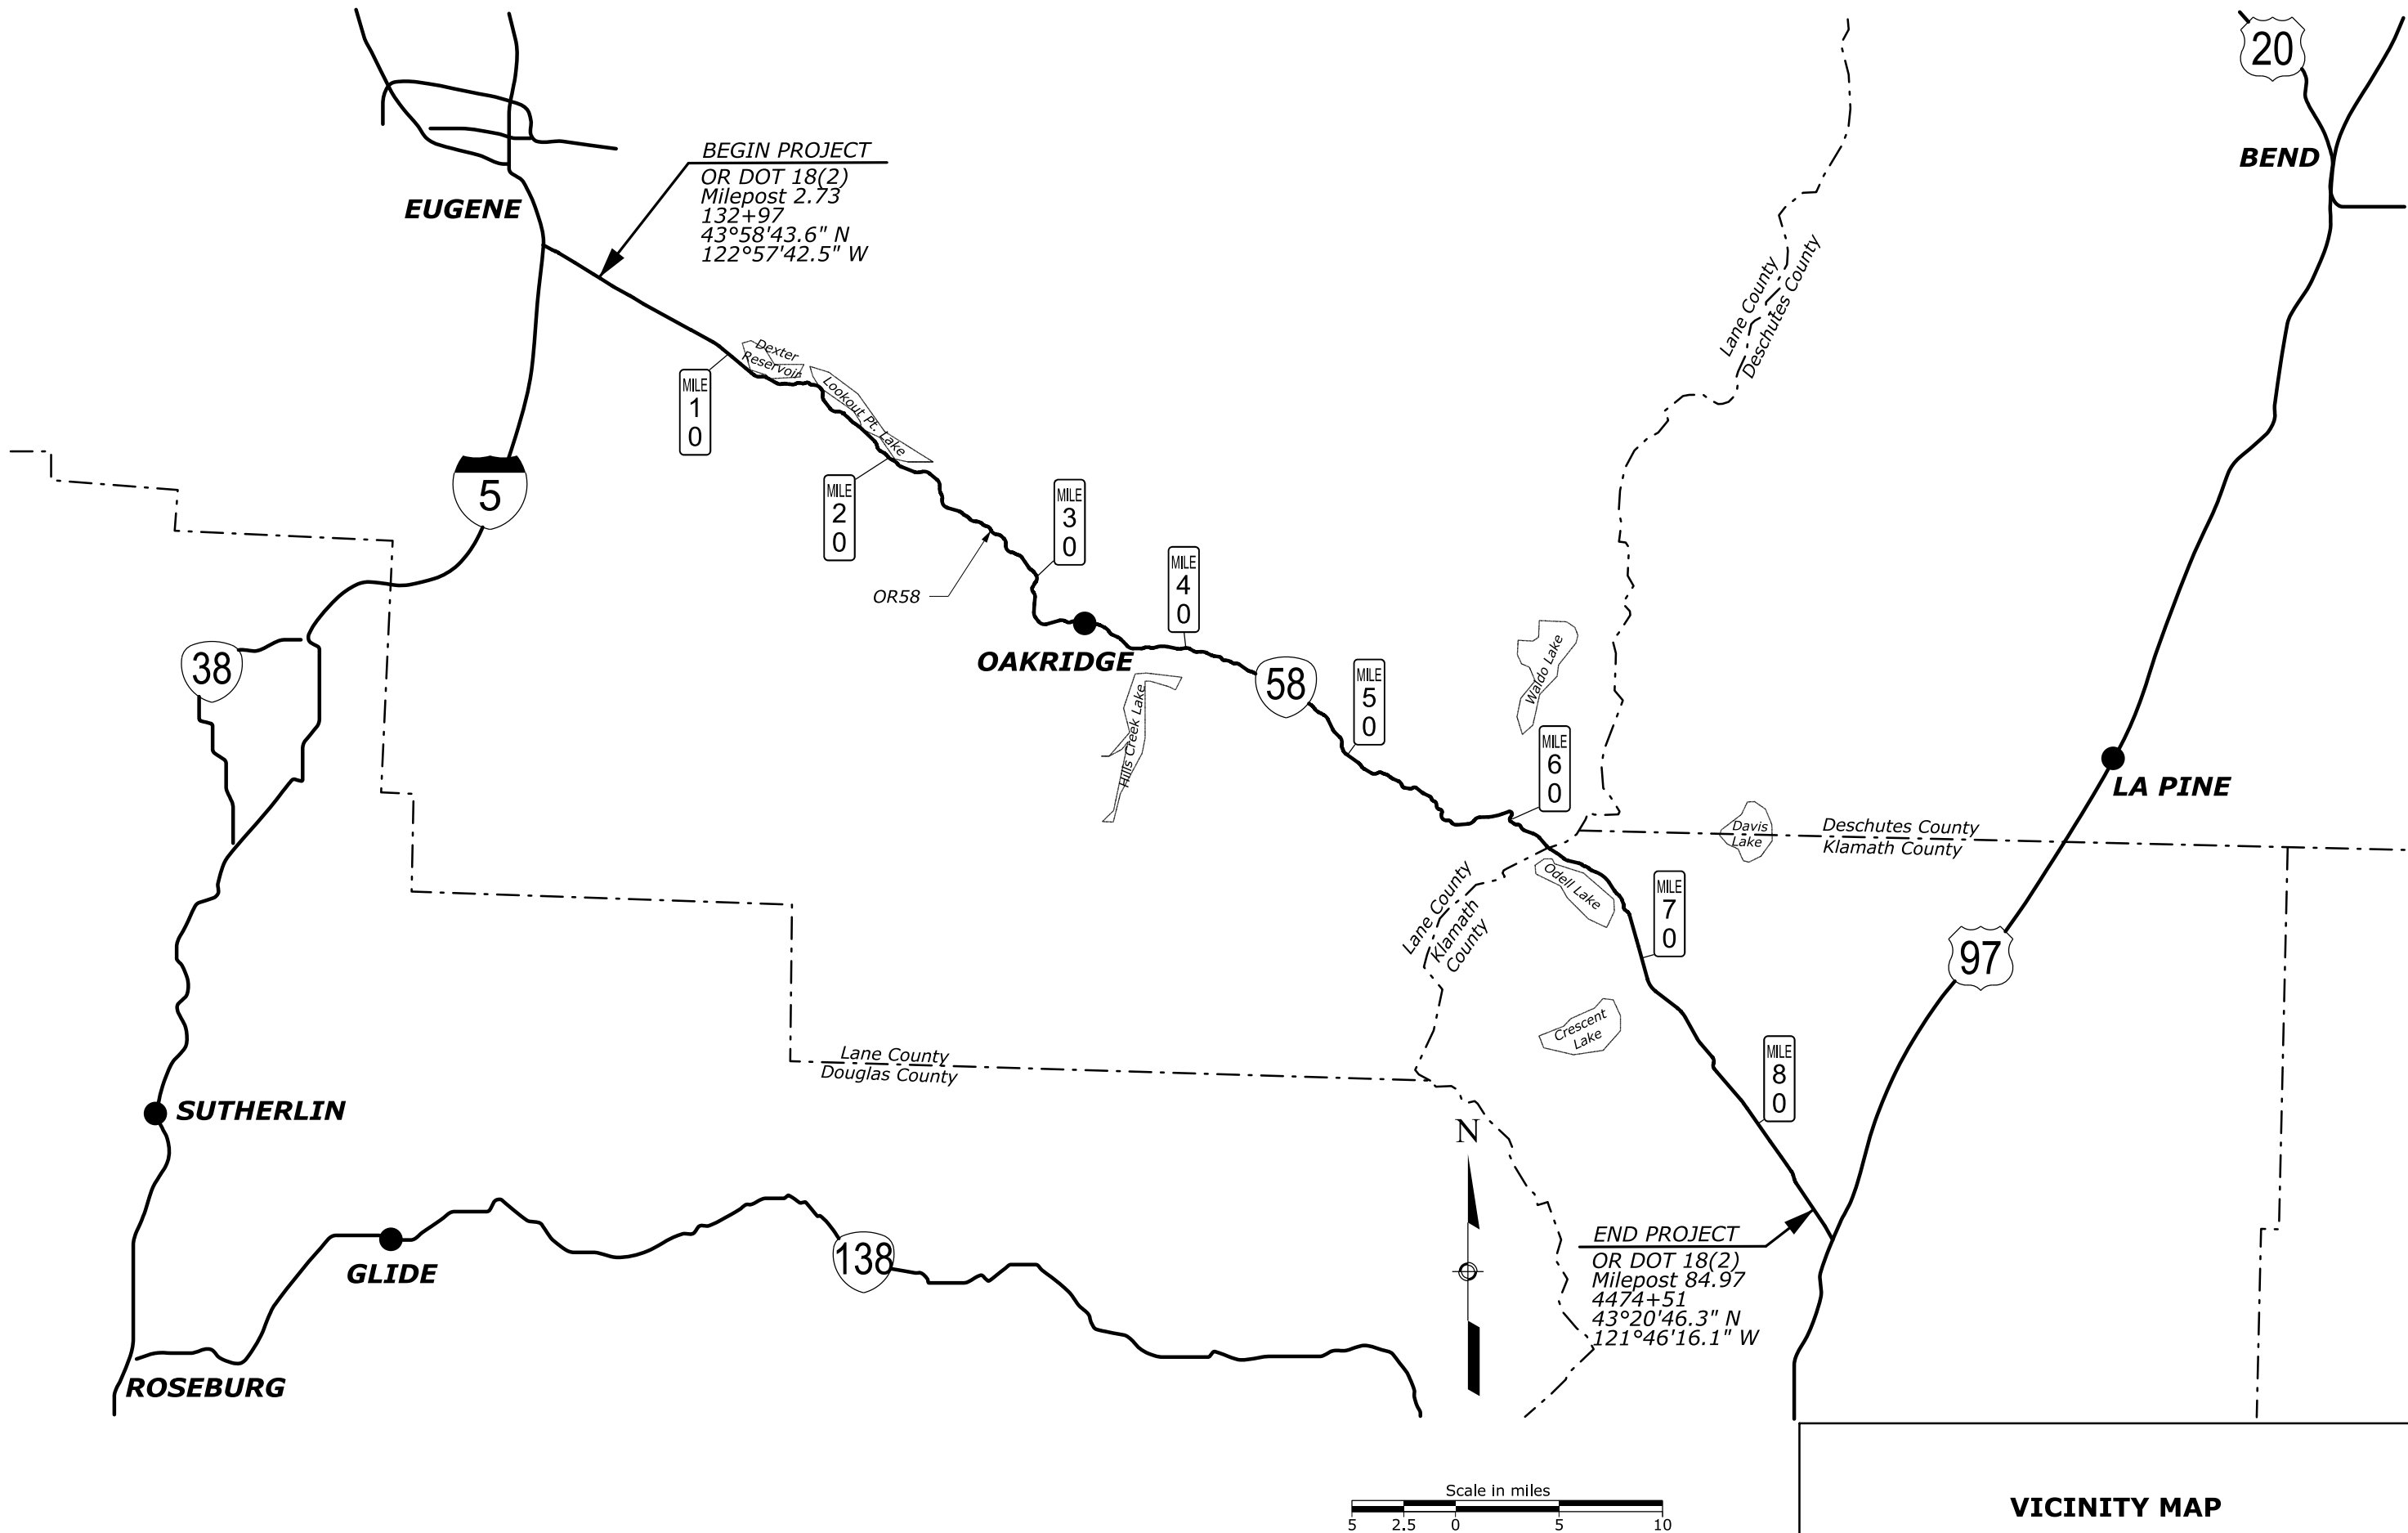 20
BEND
BEGIN PROJECT
OR DOT 18(2)
Milepost 2.73
132+97
43°58'43.6" N
122°57'42.5" W
EUGENE
Lane County
Deschutes County
Dexter
Reservoir
MILE
1
0
Lookout Pt. Lake
5
MILE
2
0
MILE
3
0
OR58
MILE
4
0
OAKRIDGE
38
58
Hills Creek Lake
MILE
5
0
Waldo Lake
MILE
6
0
LA PINE
Davis
Lake
Deschutes County
Klamath County
Odell Lake
Lane County
Klamath
County
MILE
7
0
97
Crescent
Lake
Lane County
Douglas County
MILE
8
0
SUTHERLIN
N
GLIDE
138
END PROJECT
OR DOT 18(2)
Milepost 84.97
4474+51
43°20'46.3" N
121°46'16.1" W
ROSEBURG
Scale in miles
5 2.5 0 5 10
VICINITY MAP